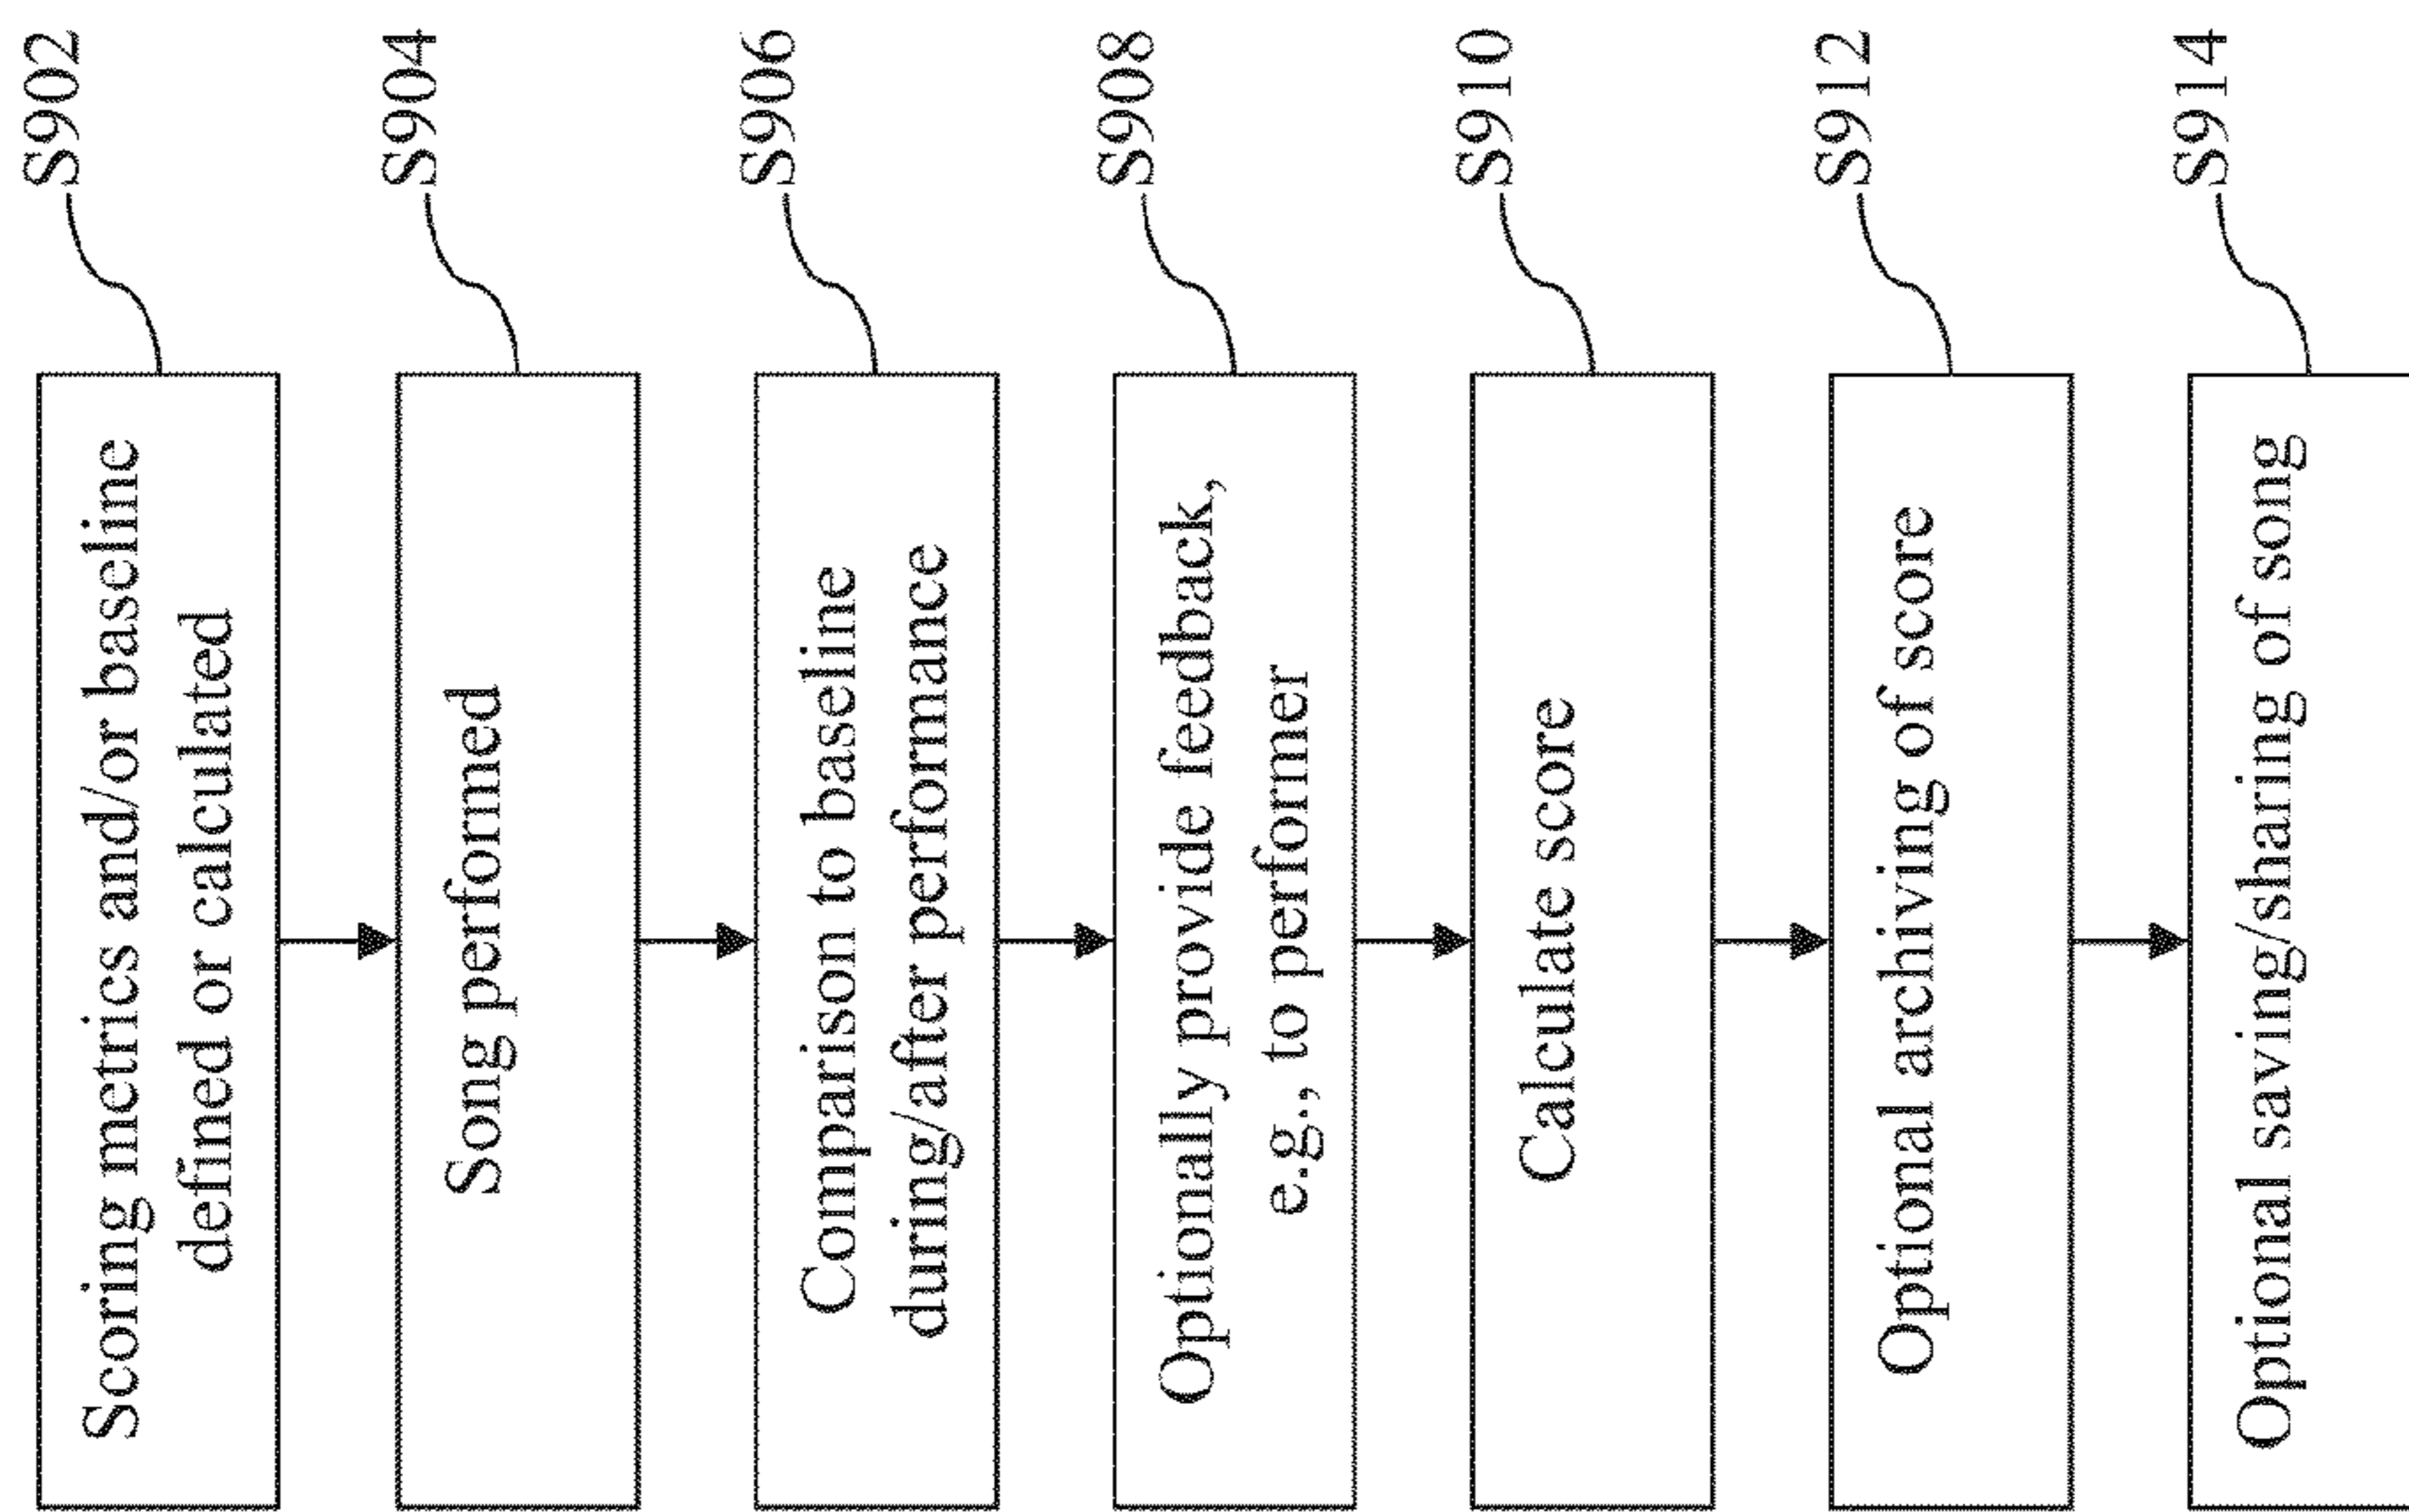 Scoring metrics and/or baseline
defined or calculated
S902
Song performed
S904
Comparison to baseline
during/after performance
S906
Optionally provide feedback,
e.g., to performer
S908
Calculate score
S910
Optional archiving of score
S912
Optional saving/sharing of song
S914